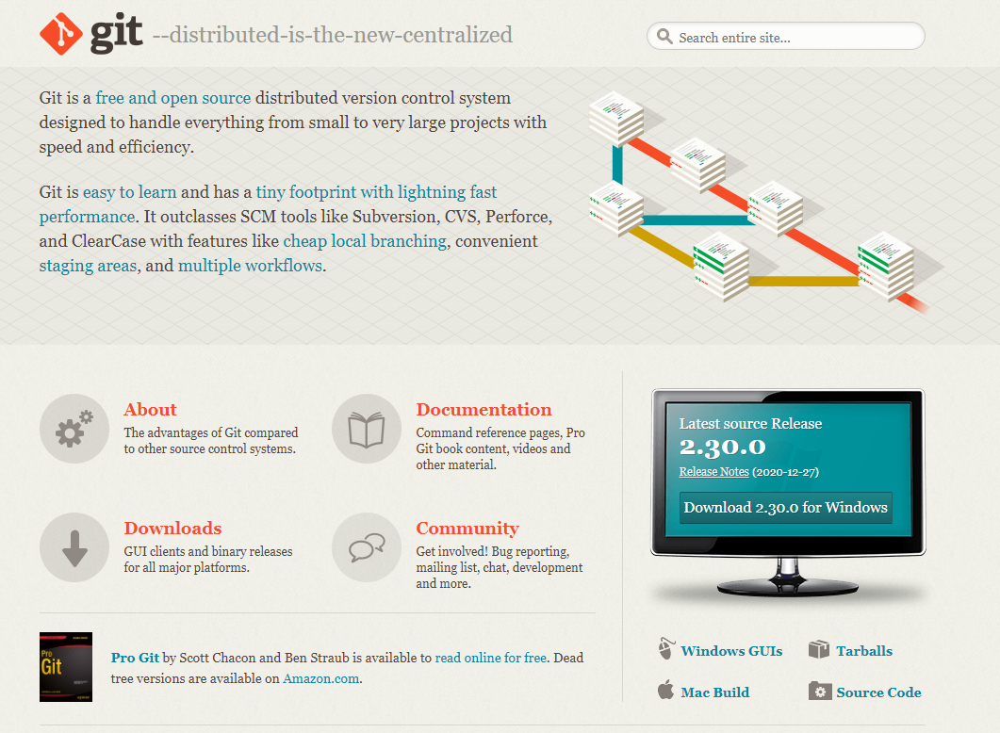 git --distributed-is-the-new-centralized
Search entire site...
Git is a free and open source distributed version control system
designed to handle everything from small to very large projects with
speed and efficiency.
Git is easy to learn and has a tiny footprint with lightning fast
performance. It outclasses SCM tools like Subversion, CVS, Perforce,
and ClearCase with features like cheap local branching, convenient
staging areas, and multiple workflows.
About
The advantages of Git compared
to other source control systems.
Documentation
Command reference pages, Pro
Git book content, videos and
other material.
Downloads
GUI clients and binary releases
for all major platforms.
Community
Get involved! Bug reporting,
mailing list, chat, development
and more.
Pro
Git
Pro Git by Scott Chacon and Ben Straub is available to read online for free. Dead
tree versions are available on Amazon.com.
Latest source Release
2.30.0
Release Notes (2020-12-27)
Download 2.30.0 for Windows
Windows GUIs
Tarballs
Mac Build
Source Code